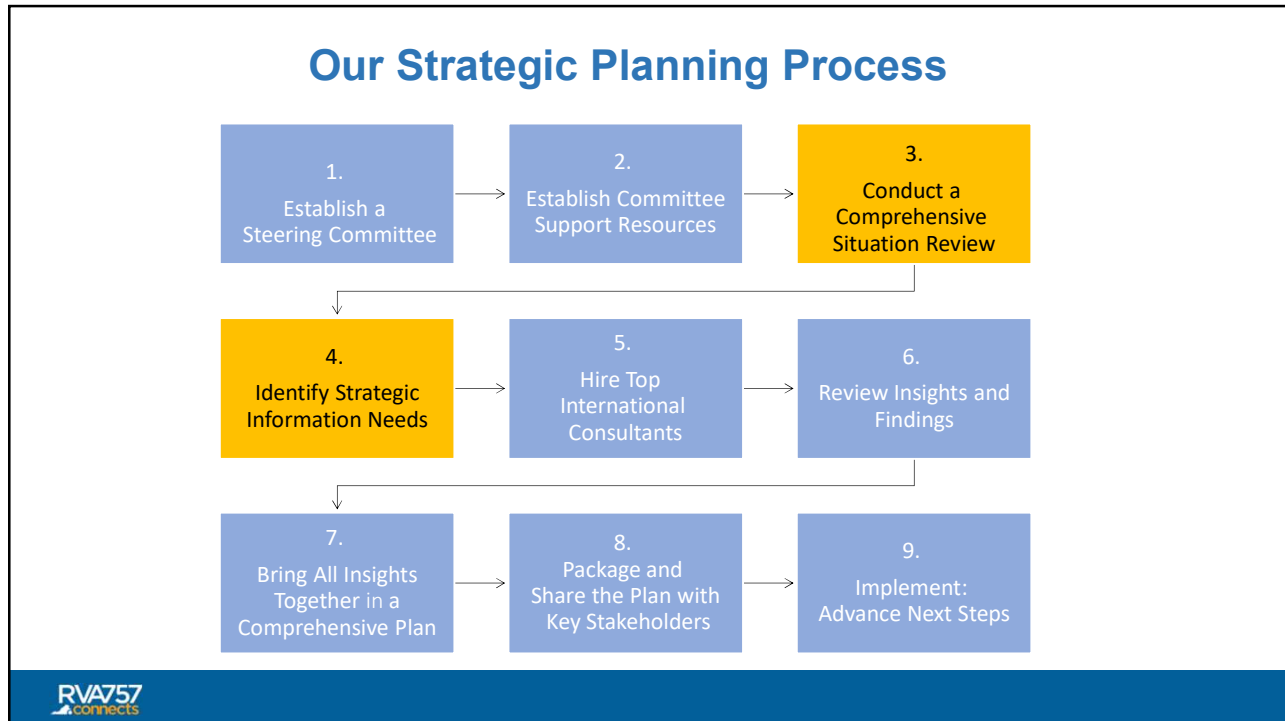 Our Strategic Planning Process
1.
Establish a
Steering Committee
2.
Establish Committee
Support Resources
3.
Conduct a
Comprehensive
Situation Review
4.
Identify Strategic
Information Needs
5.
Hire Top
International
Consultants
6.
Review Insights and
Findings
7.
Bring All Insights
Together in a
Comprehensive Plan
8.
Package and
Share the Plan with
Key Stakeholders
9.
Implement:
Advance Next Steps
RVA757
connects